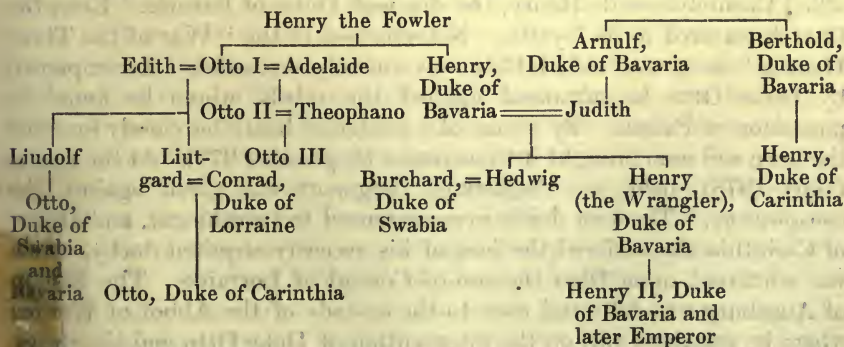 Henry the Fowler
Arnulf, Berthold,
Edith = Otto I = Adelaide Henry, Duke of Bavaria Duke of
Duke of Bavaria
Otto II = Theophano Bavaria = Judith
Liudolf Liut- Otto III Henry, Henry,
gard = Conrad, Burchard, = Hedwig (the Wrangler), Duke of
Otto, Duke of Duke of Duke of Carinthia
Duke of Lorraine Swabia Bavaria
Swabia
and
Bavaria Otto, Duke of Carinthia Henry II, Duke
of Bavaria and
later Emperor